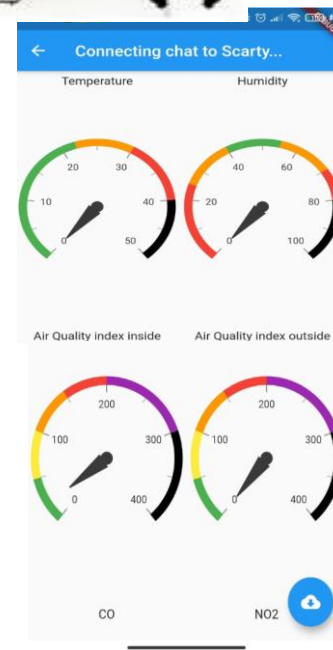 Connecting chat to Scarty...
Temperature
Humidity
0 10 20 30 40 50
0 20 40 60 80 100
Air Quality index inside
Air Quality index outside
0 100 200 300 400
0 100 200 300 400
CO
NO2